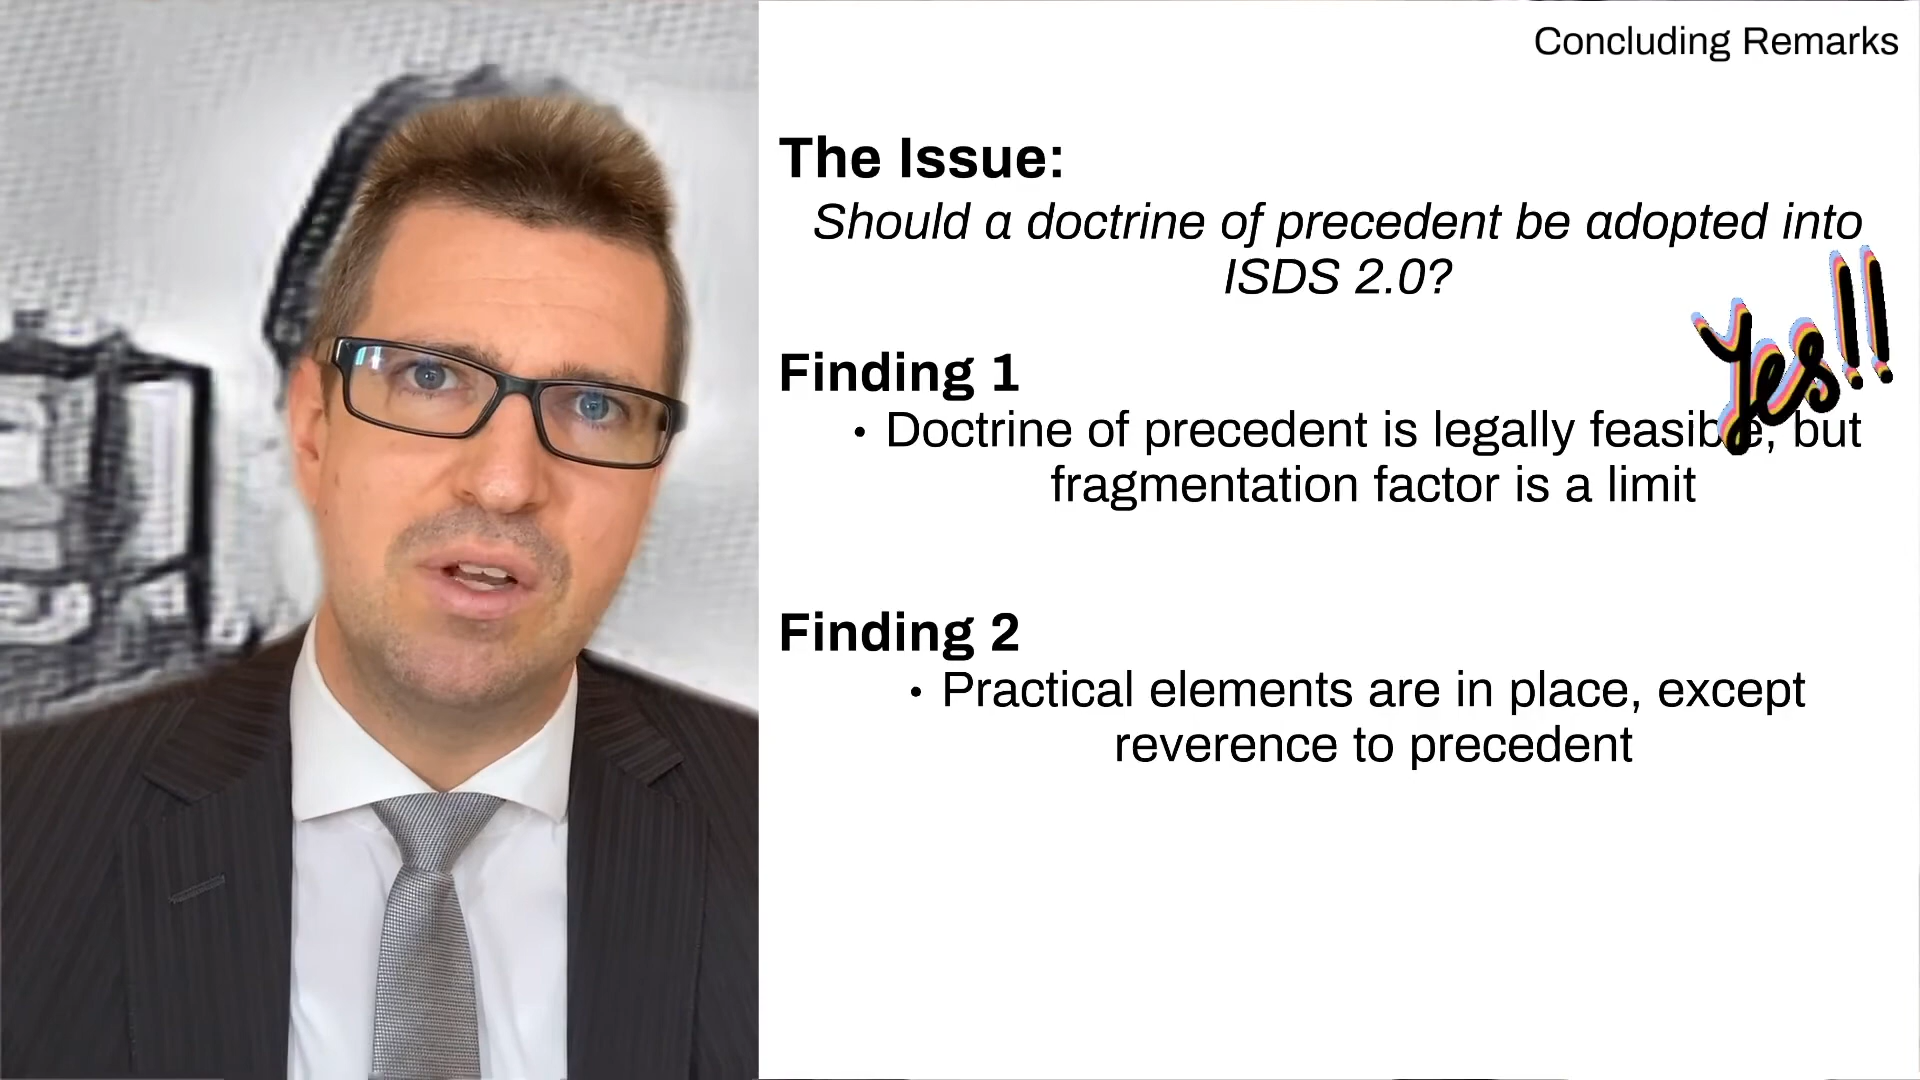 Concluding Remarks
The Issue:
Should a doctrine of precedent be adopted into
ISDS 2.0?
Yes!!
Finding 1
• Doctrine of precedent is legally feasible, but
fragmentation factor is a limit
Finding 2
• Practical elements are in place, except
reverence to precedent